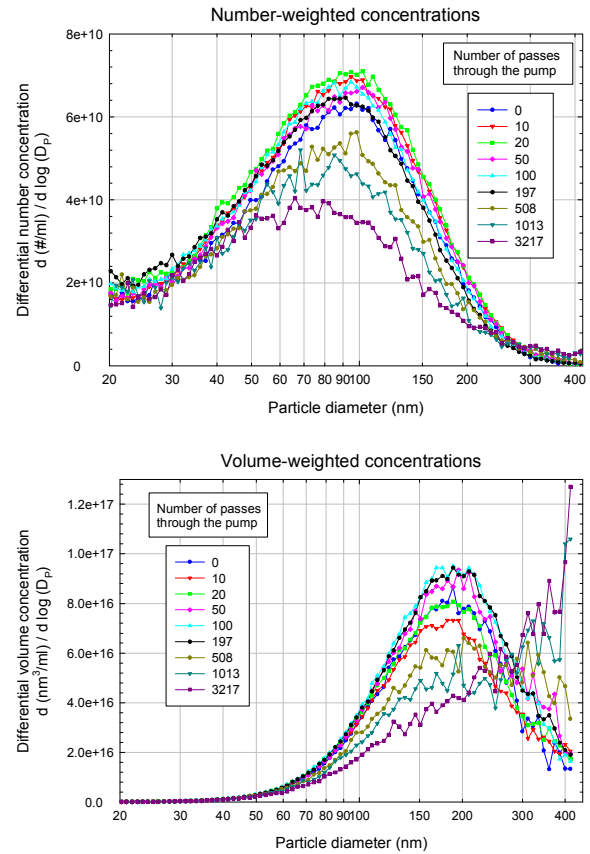 Number-weighted concentrations
Differential number concentration
d (#/ml) / d log (D_P)
8e+10
6e+10
4e+10
2e+10
0
Number of passes
through the pump
0
10
20
50
100
197
508
1013
3217
20 30 40 50 60 70 80 90 100 150 200 300 400
Particle diameter (nm)
Volume-weighted concentrations
Differential volume concentration
d (nm³/ml) / d log (D_P)
1.2e+17
1.0e+17
8.0e+16
6.0e+16
4.0e+16
2.0e+16
0.0
Number of passes
through the pump
0
10
20
50
100
197
508
1013
3217
20 30 40 50 60 70 80 90 100 150 200 300 400
Particle diameter (nm)